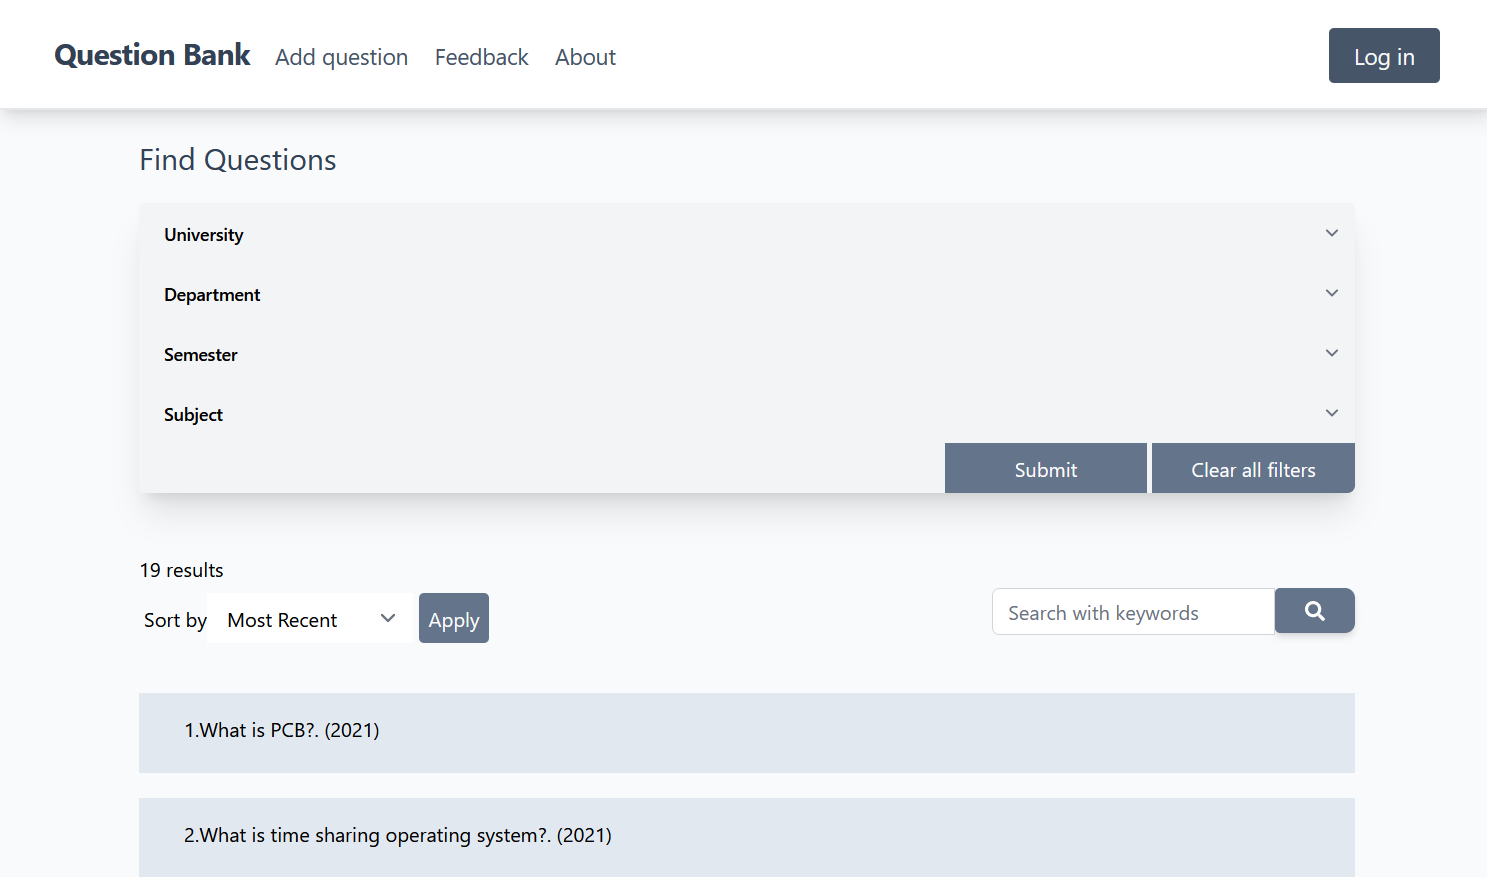 Question Bank Add question Feedback About Log in
Find Questions
University
Department
Semester
Subject
Submit Clear all filters
19 results
Sort by Most Recent Apply Search with keywords
1.What is PCB?. (2021)
2.What is time sharing operating system?. (2021)